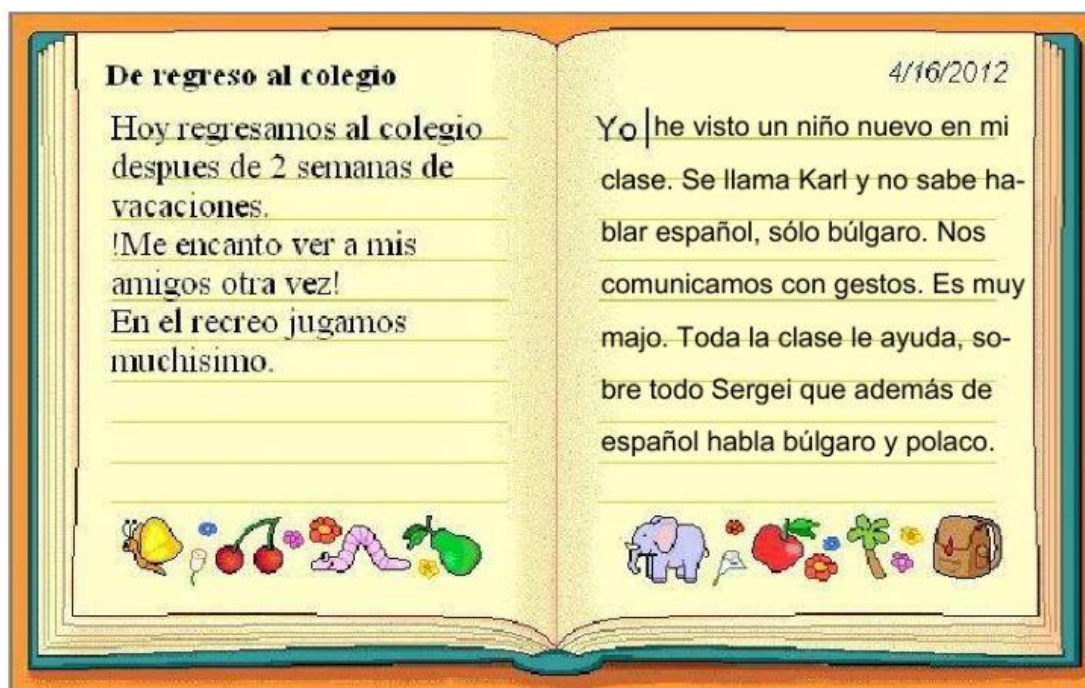 De regreso al colegio
Hoy regresamos al colegio
despues de 2 semanas de
vacaciones.
!Me encanto ver a mis
amigos otra vez!
En el recreo jugamos
muchisimo.
4/16/2012
Yo he visto un niño nuevo en mi
clase. Se llama Karl y no sabe ha-
blar español, sólo búlgaro. Nos
comunicamos con gestos. Es muy
majo. Toda la clase le ayuda, so-
bre todo Sergei que además de
español habla búlgaro y polaco.